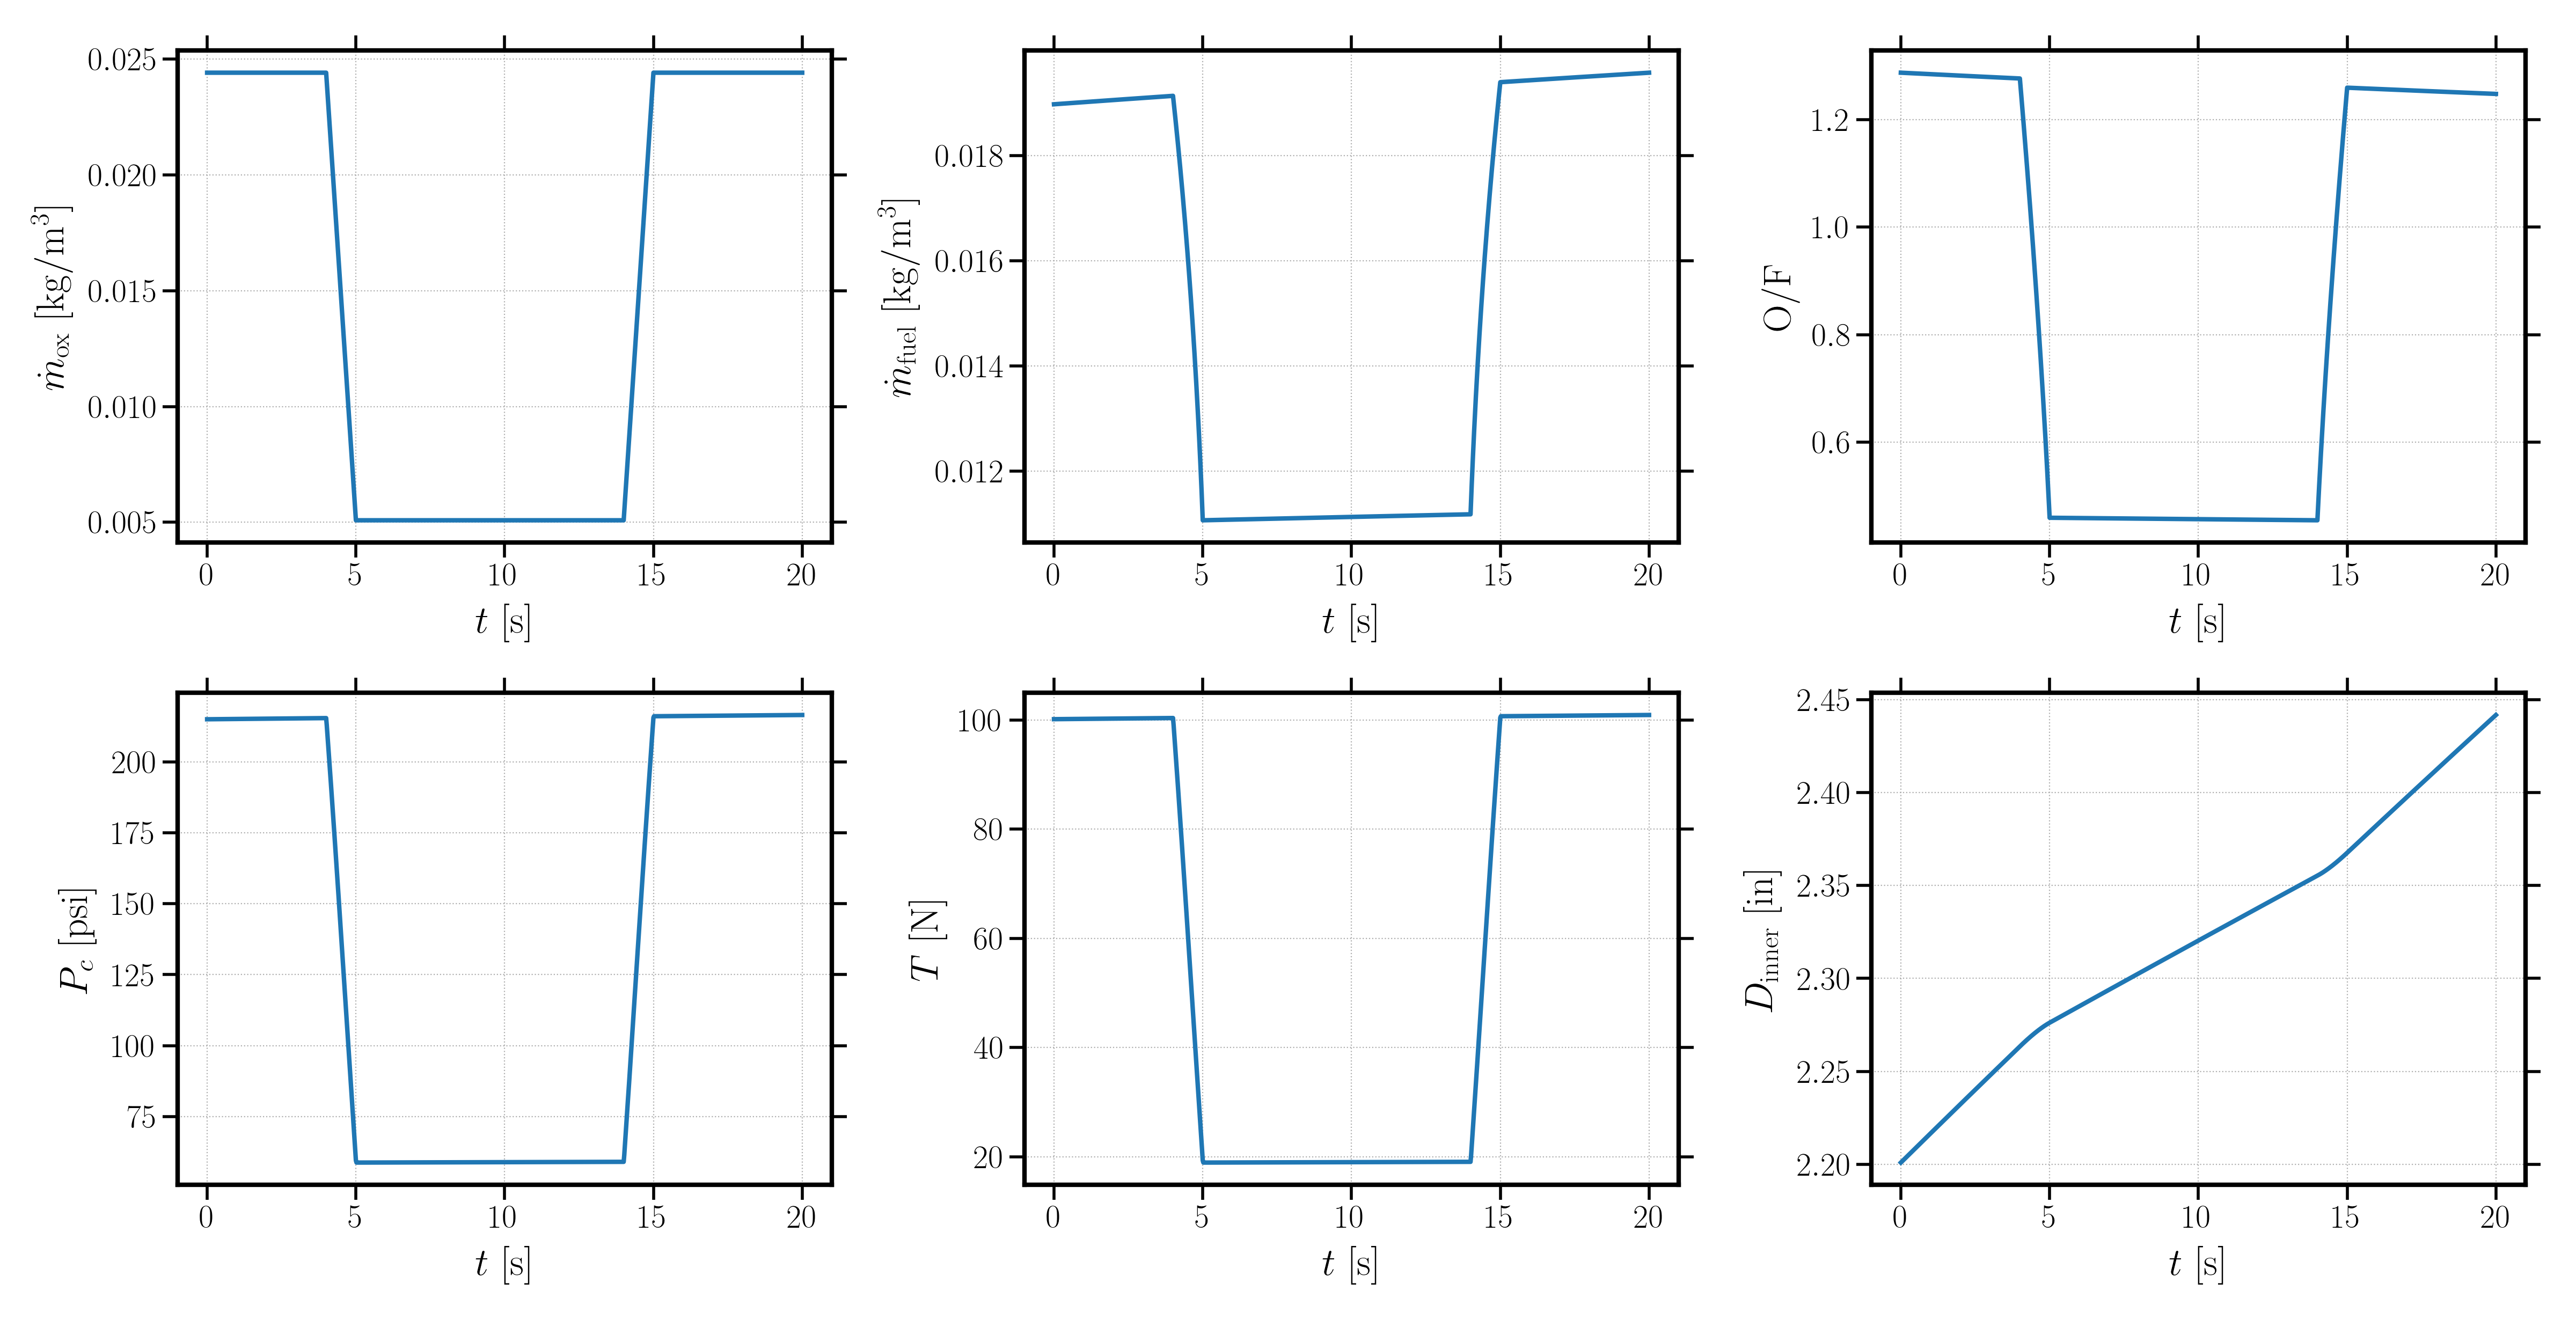 0.025
0.020
0.015
0.010
0.005
ṁ_ox [kg/m³]
0 5 10 15 20
t [s]
0.018
0.016
0.014
0.012
ṁ_fuel [kg/m³]
0 5 10 15 20
t [s]
1.2
1.0
0.8
0.6
O/F
0 5 10 15 20
t [s]
200
175
150
125
100
75
P_c [psi]
0 5 10 15 20
t [s]
100
80
60
40
20
T [N]
0 5 10 15 20
t [s]
2.45
2.40
2.35
2.30
2.25
2.20
D_inner [in]
0 5 10 15 20
t [s]